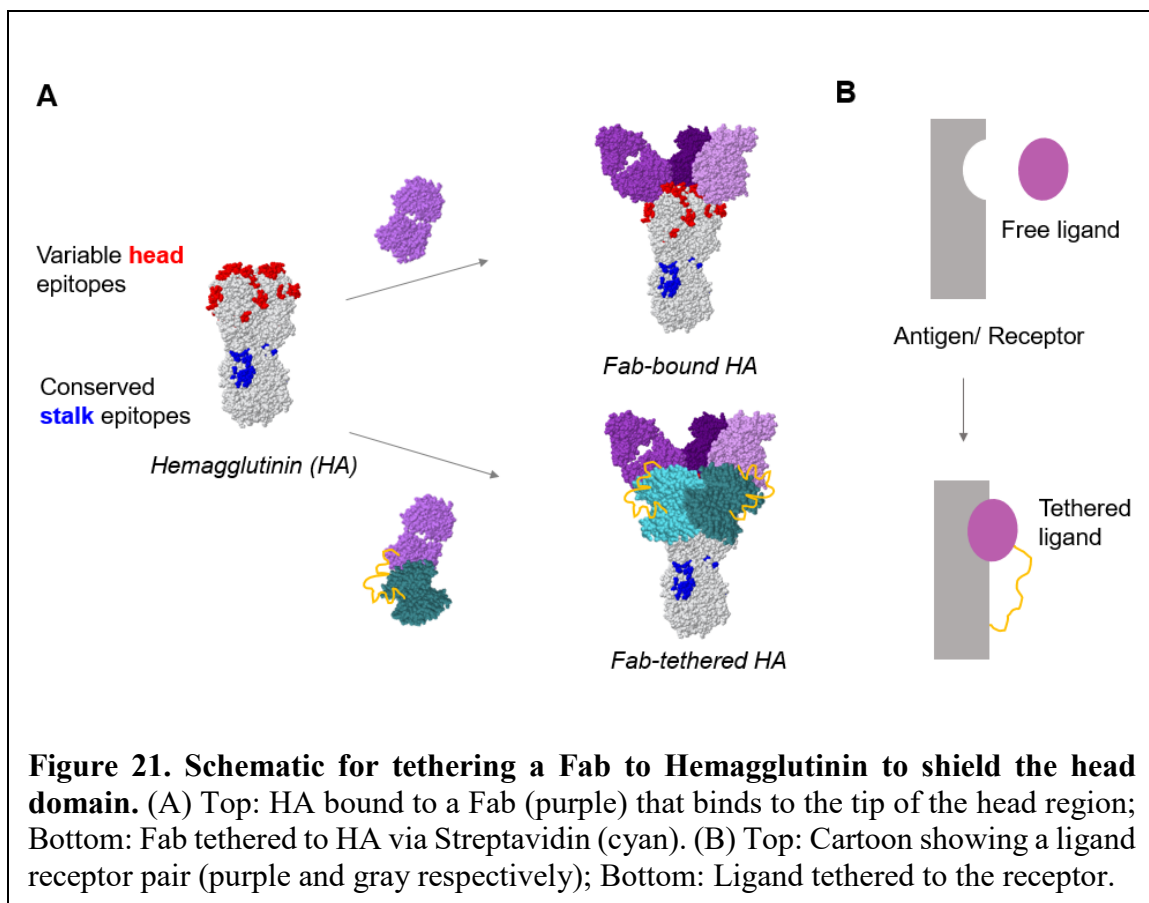 A
B
Variable head
epitopes
Conserved
stalk epitopes
Hemagglutinin (HA)
Fab-bound HA
Fab-tethered HA
Free ligand
Antigen/ Receptor
Tethered
ligand
Figure 21. Schematic for tethering a Fab to Hemagglutinin to shield the head
domain. (A) Top: HA bound to a Fab (purple) that binds to the tip of the head region;
Bottom: Fab tethered to HA via Streptavidin (cyan). (B) Top: Cartoon showing a ligand
receptor pair (purple and gray respectively); Bottom: Ligand tethered to the receptor.